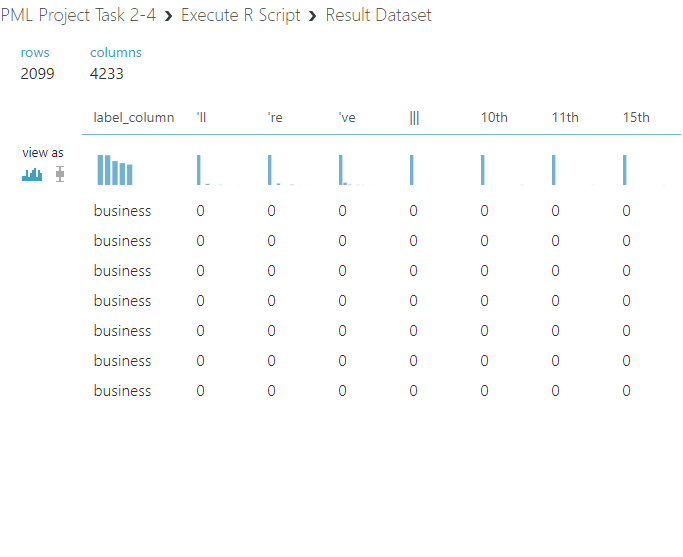 PML Project Task 2-4 › Execute R Script › Result Dataset
rows columns
2099 4233
label_column 'll 're 've ||| 10th 11th 15th
view as
business 0 0 0 0 0 0 0
business 0 0 0 0 0 0 0
business 0 0 0 0 0 0 0
business 0 0 0 0 0 0 0
business 0 0 0 0 0 0 0
business 0 0 0 0 0 0 0
business 0 0 0 0 0 0 0